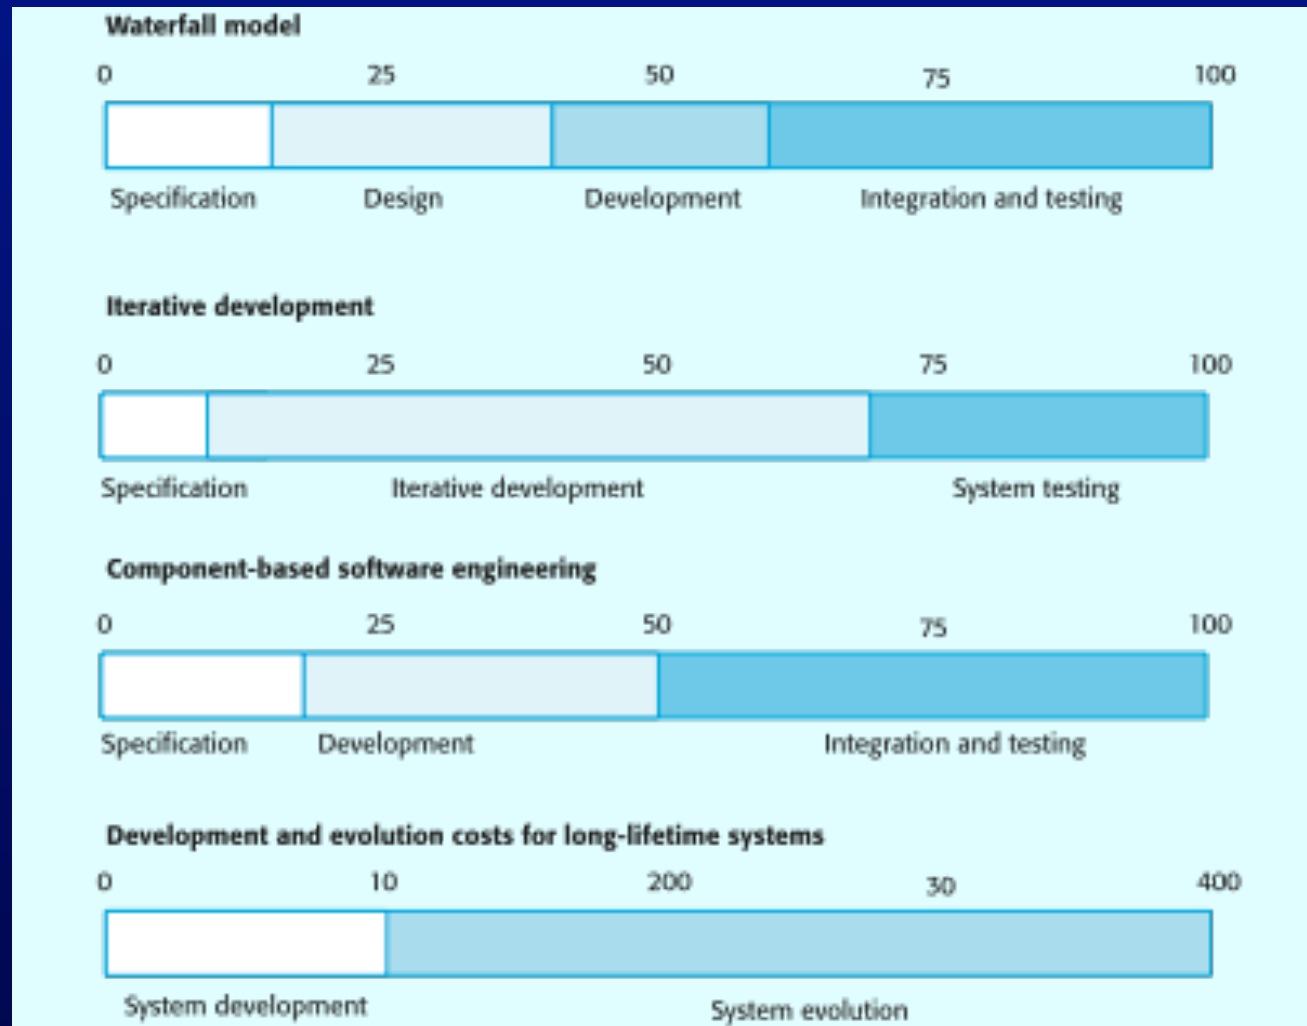 Waterfall model
0 25 50 75 100
Specification Design Development Integration and testing
Iterative development
0 25 50 75 100
Specification Iterative development System testing
Component-based software engineering
0 25 50 75 100
Specification Development Integration and testing
Development and evolution costs for long-lifetime systems
0 10 200 30 400
System development System evolution